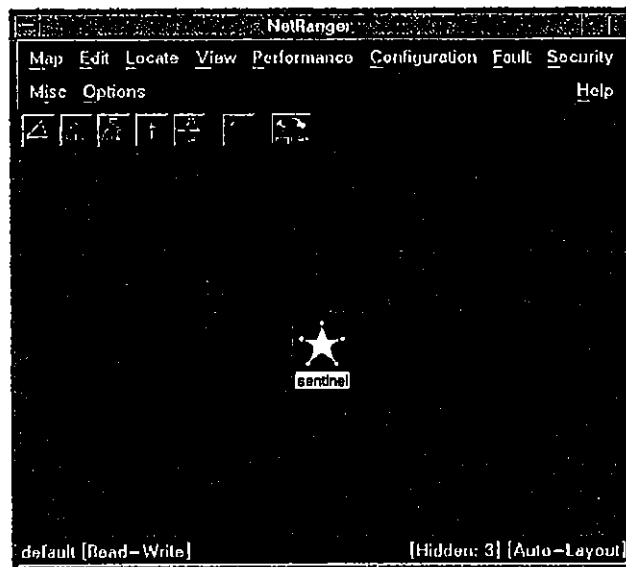 NetRanger
Map Edit Locate View Performance Configuration Fault Security
Misc Options Help
sentinel
default [Read-Write] [Hidden: 3] [Auto-Layout]